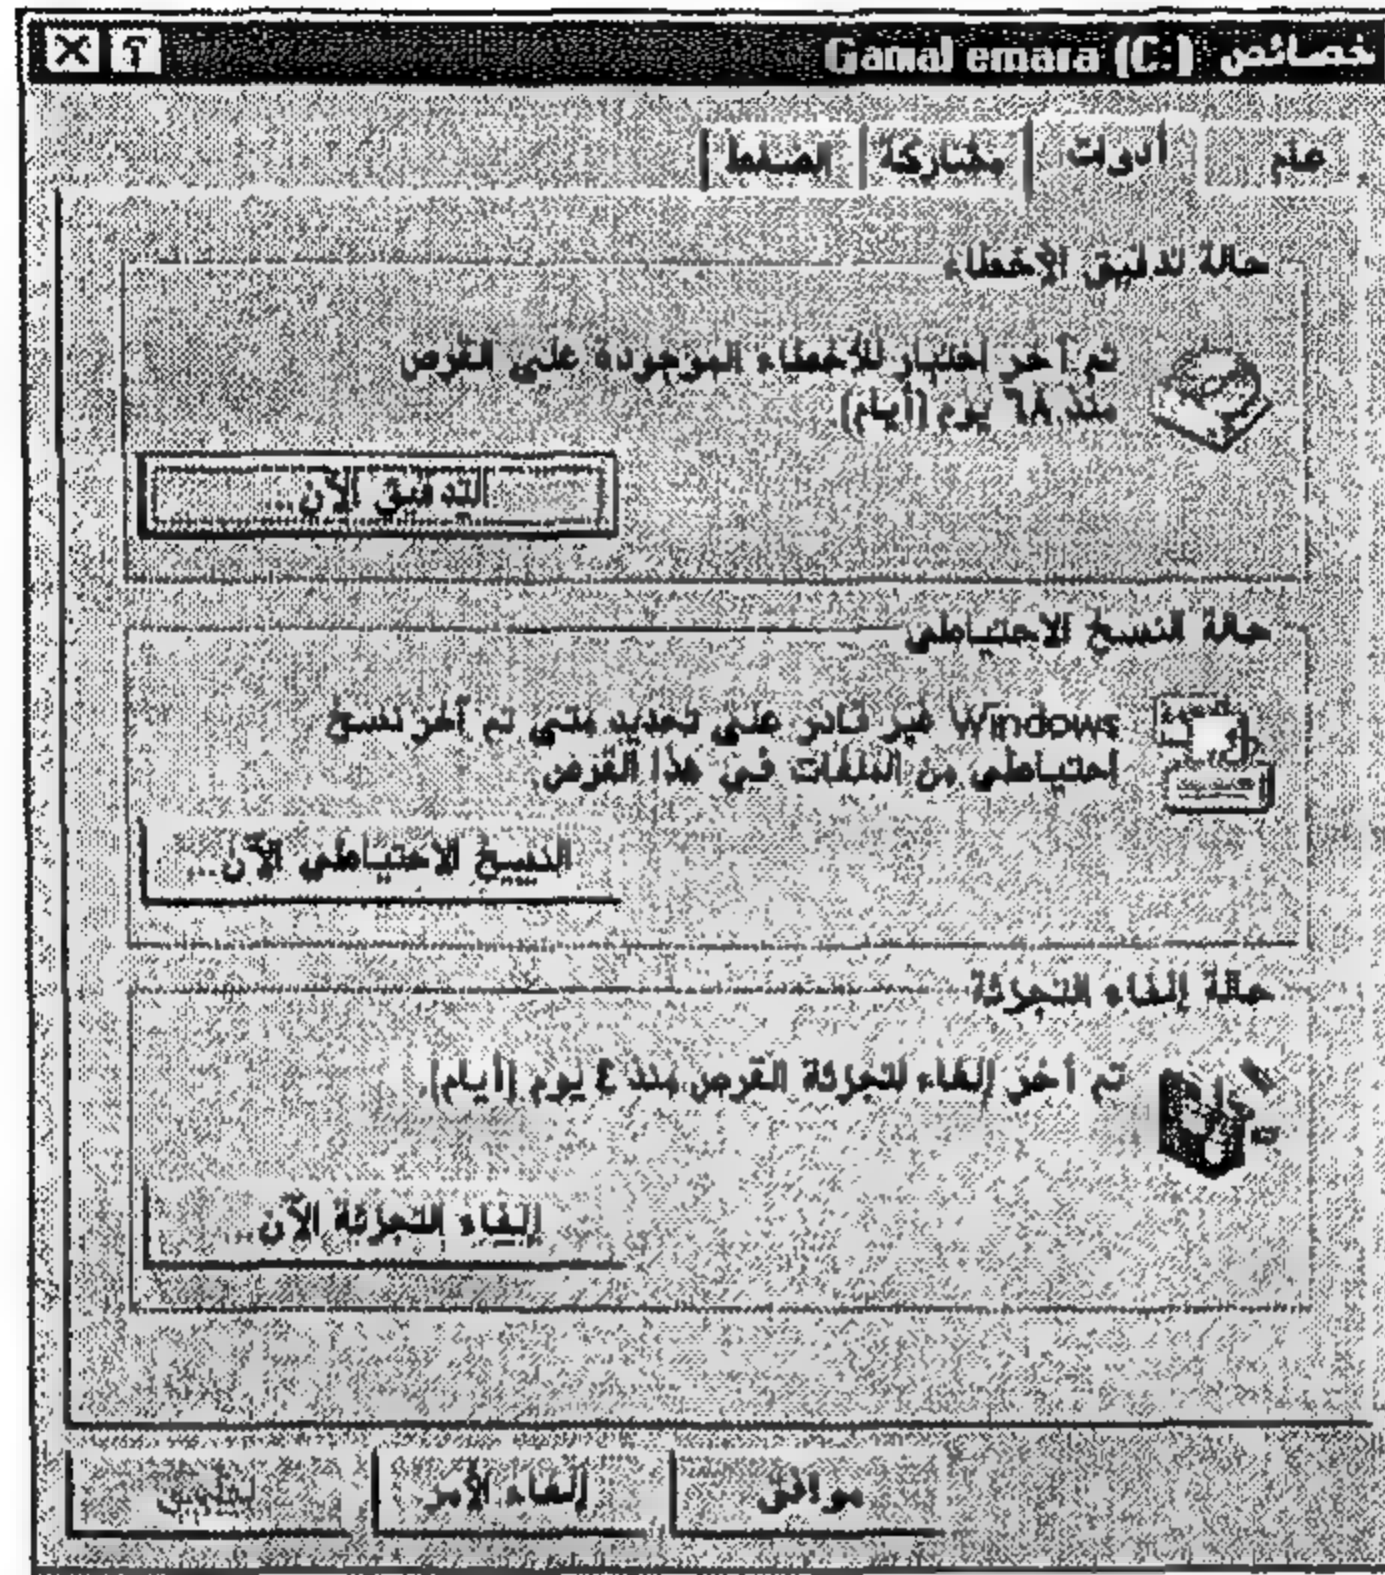 خصائص Gamal emara (C:)
عام
أدوات
مشاركة
الضغط
حالة تدقيق الأخطاء
تم آخر اختبار للأخطاء الموجودة على القرص
منذ ٦٨ يوم (أيام).
التدقيق الآن...
حالة النسخ الاحتياطي
Windows غير قادر على تحديد متى تم آخر نسخ
احتياطي من الملفات في هذا القرص.
النسخ الاحتياطي الآن...
حالة إلغاء التجزئة
تم آخر إلغاء لتجزئة القرص منذ ٤ يوم (أيام).
إلغاء التجزئة الآن...
موافق
إلغاء الأمر
تطبيق